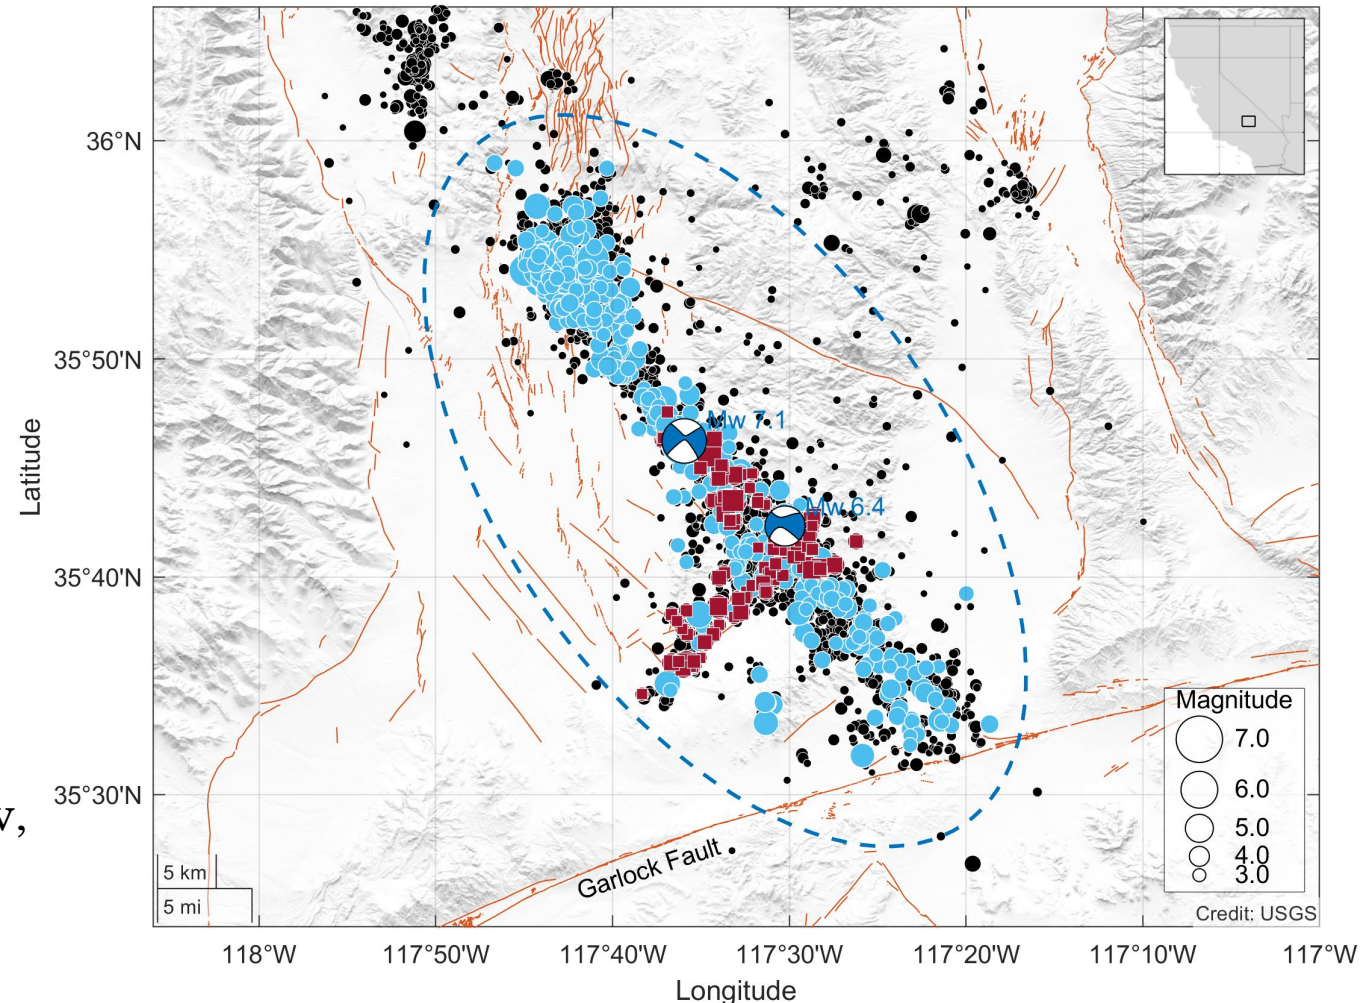 36°N
35°50'N
35°40'N
35°30'N
Latitude
v,
Mw 7.1
Mw 6.4
Garlock Fault
5 km
5 mi
Magnitude
7.0
6.0
5.0
4.0
3.0
Credit: USGS
118°W 117°50'W 117°40'W 117°30'W 117°20'W 117°10'W 117°W
Longitude